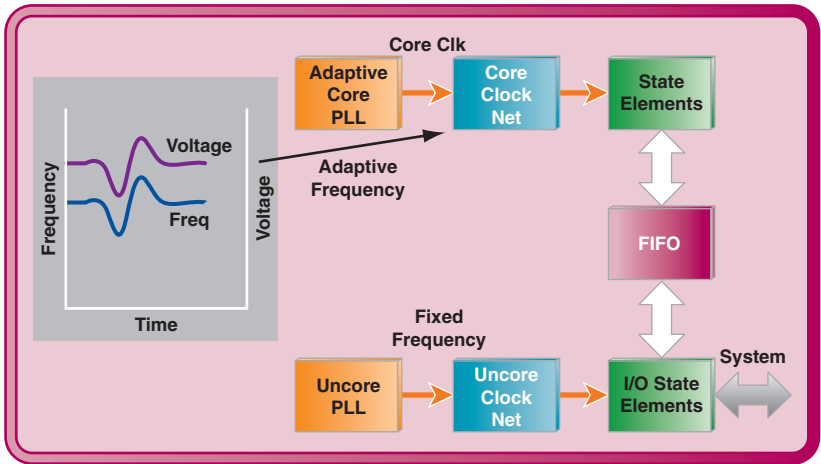 Core Clk
Adaptive
Core
PLL
Core
Clock
Net
State
Elements
Voltage
Freq
Frequency
Voltage
Time
Adaptive
Frequency
FIFO
Fixed
Frequency
Uncore
PLL
Uncore
Clock
Net
I/O State
Elements
System